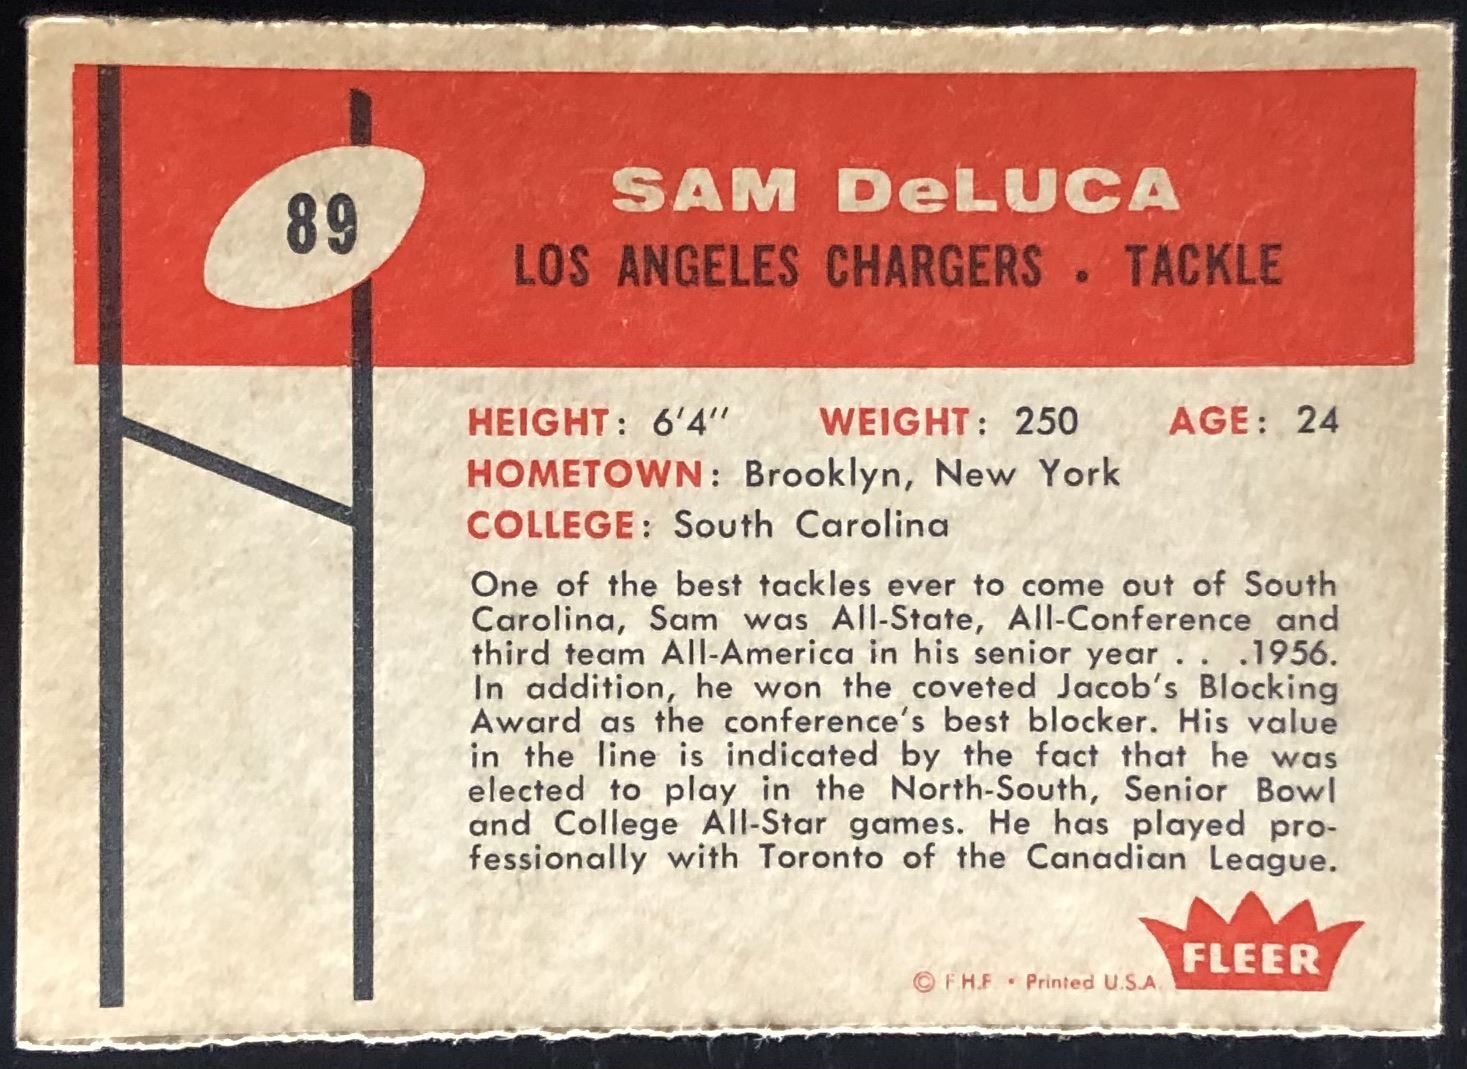 89
SAM DeLUCA
LOS ANGELES CHARGERS • TACKLE
HEIGHT: 6'4" WEIGHT: 250 AGE: 24
HOMETOWN: Brooklyn, New York
COLLEGE: South Carolina
One of the best tackles ever to come out of South
Carolina, Sam was All-State, All-Conference and
third team All-America in his senior year . . .1956.
In addition, he won the coveted Jacob's Blocking
Award as the conference's best blocker. His value
in the line is indicated by the fact that he was
elected to play in the North-South, Senior Bowl
and College All-Star games. He has played pro-
fessionally with Toronto of the Canadian League.
FLEER
© F.H.F • Printed U.S.A.